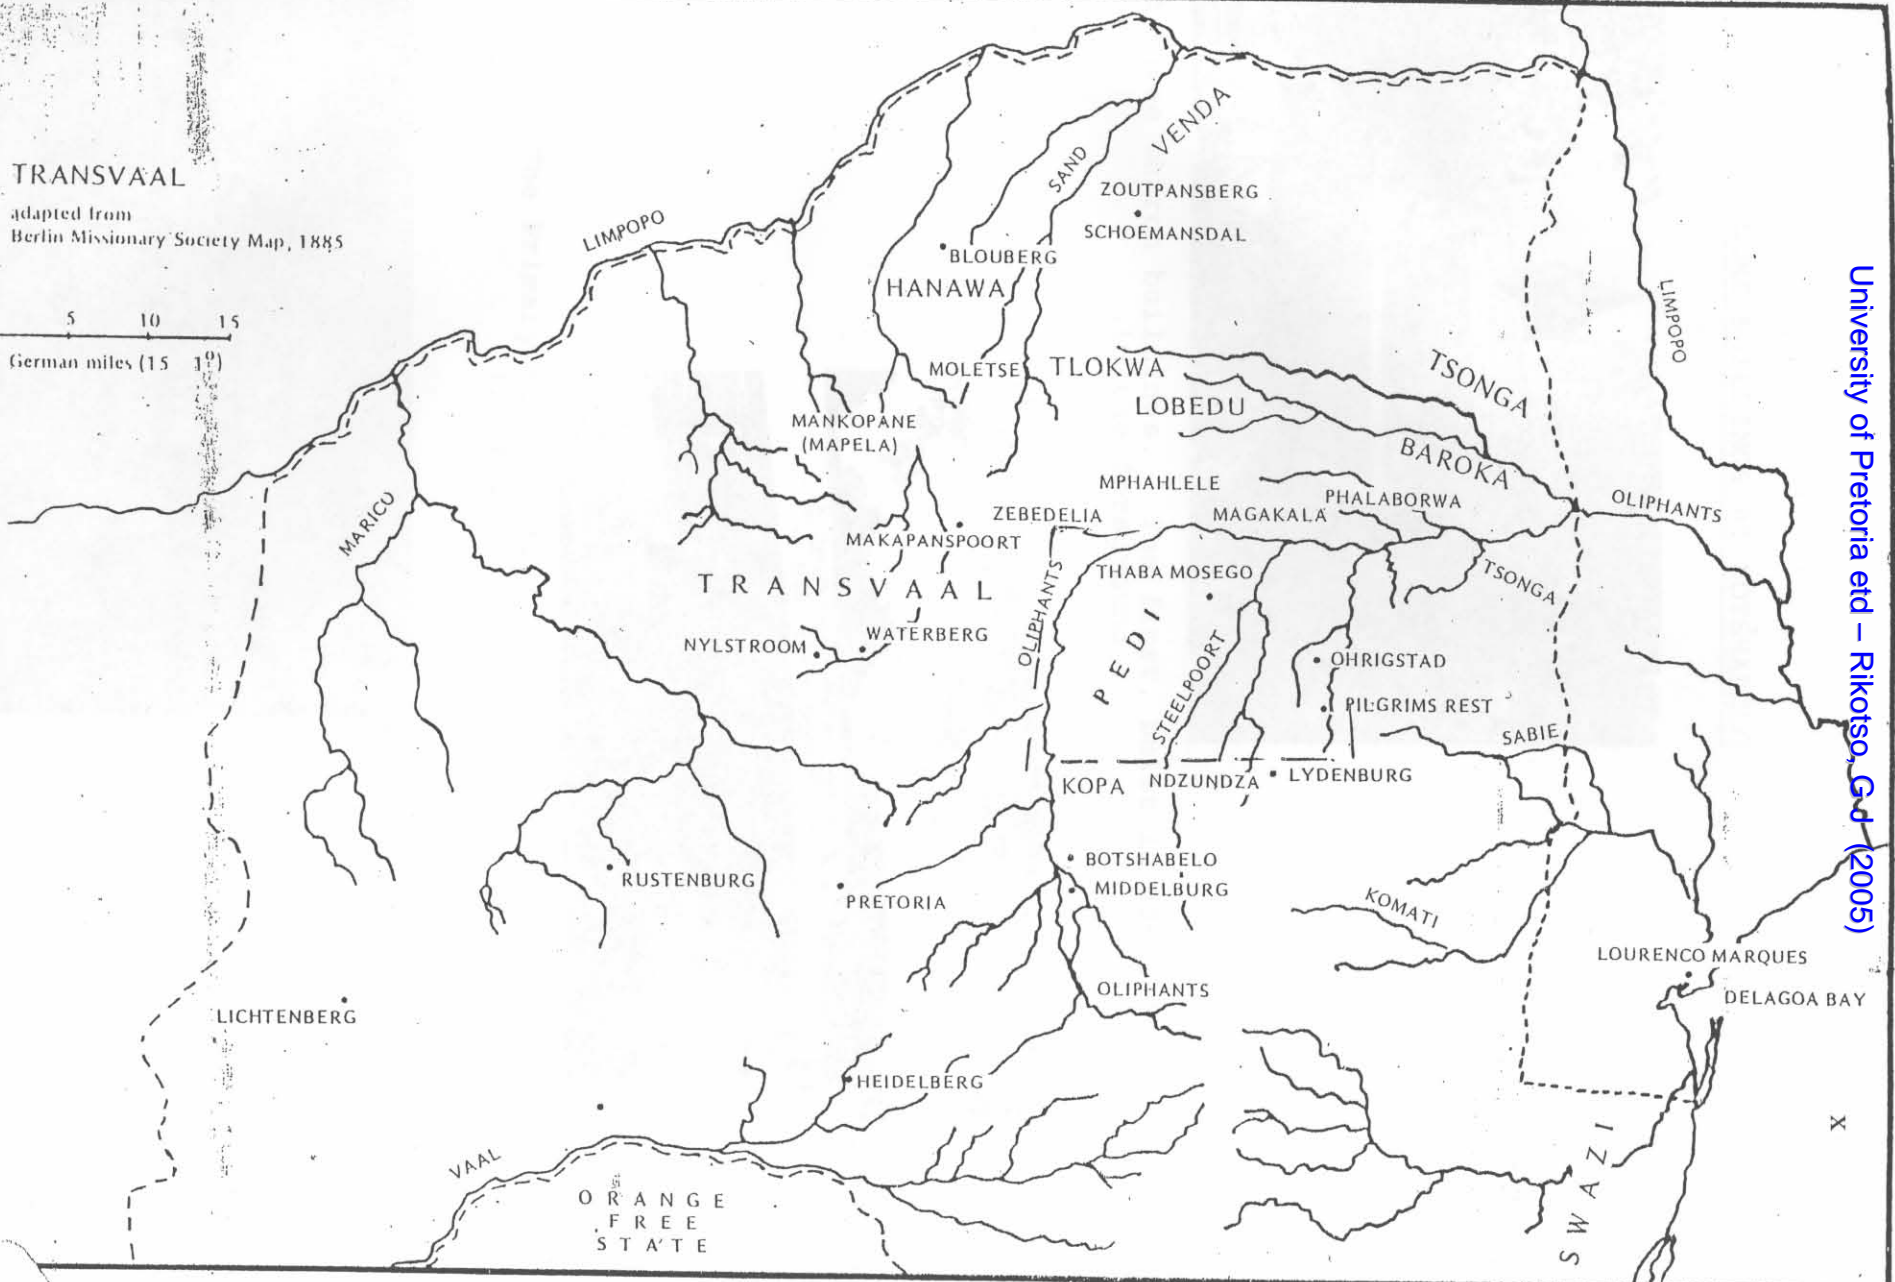 TRANSVAAL
adapted from
Berlin Missionary Society Map, 1885
5 10 15
German miles (15 1°)
LIMPOPO
SAND
VENDA
ZOUTPANSBERG
SCHOEMANSDAL
BLOUBERG
HANAWA
LIMPOPO
MOLETSE
TLOKWA
TSONGA
LOBEDU
MANKOPANE
(MAPELA)
BAROKA
MPHAHLELE
PHALABORWA
OLIPHANTS
MARICU
ZEBEDELIA
MAGAKALA
MAKAPANSPOORT
THABA MOSEGO
TSONGA
TRANSVAAL
OLIPHANTS
PEDI
NYLSTROOM
WATERBERG
STEELPOORT
OHRIGSTAD
PILGRIMS REST
SABIE
KOPA
NDZUNDZA
LYDENBURG
BOTSHABELO
MIDDELBURG
RUSTENBURG
PRETORIA
KOMATI
LOURENCO MARQUES
DELAGOA BAY
OLIPHANTS
LICHTENBERG
HEIDELBERG
VAAL
SWAZI
ORANGE
FREE
STATE
University of Pretoria etd – Rikotso, G J (2005)
x